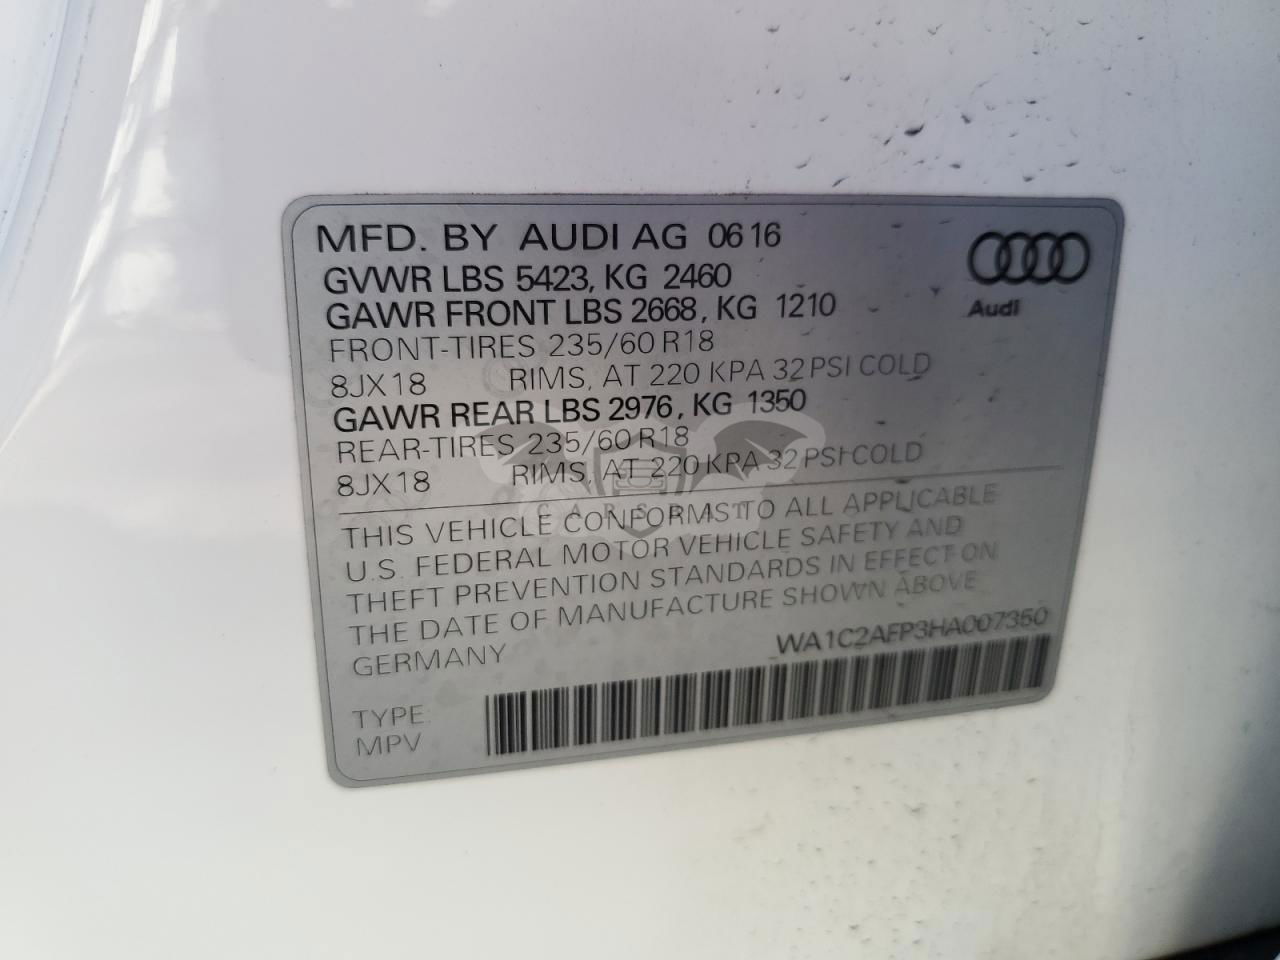 MFD. BY AUDI AG 06 16
GVWR LBS 5423, KG 2460
GAWR FRONT LBS 2668, KG 1210
FRONT-TIRES 235/60 R18
8JX18 RIMS, AT 220 KPA 32 PSI COLD
GAWR REAR LBS 2976, KG 1350
REAR-TIRES 235/60 R18
8JX18 RIMS, AT 220 KPA 32 PSI COLD
Audi
THIS VEHICLE CONFORMS TO ALL APPLICABLE
U.S. FEDERAL MOTOR VEHICLE SAFETY AND
THEFT PREVENTION STANDARDS IN EFFECT ON
THE DATE OF MANUFACTURE SHOWN ABOVE
GERMANY WA1C2AFP3HA007350
TYPE:
MPV